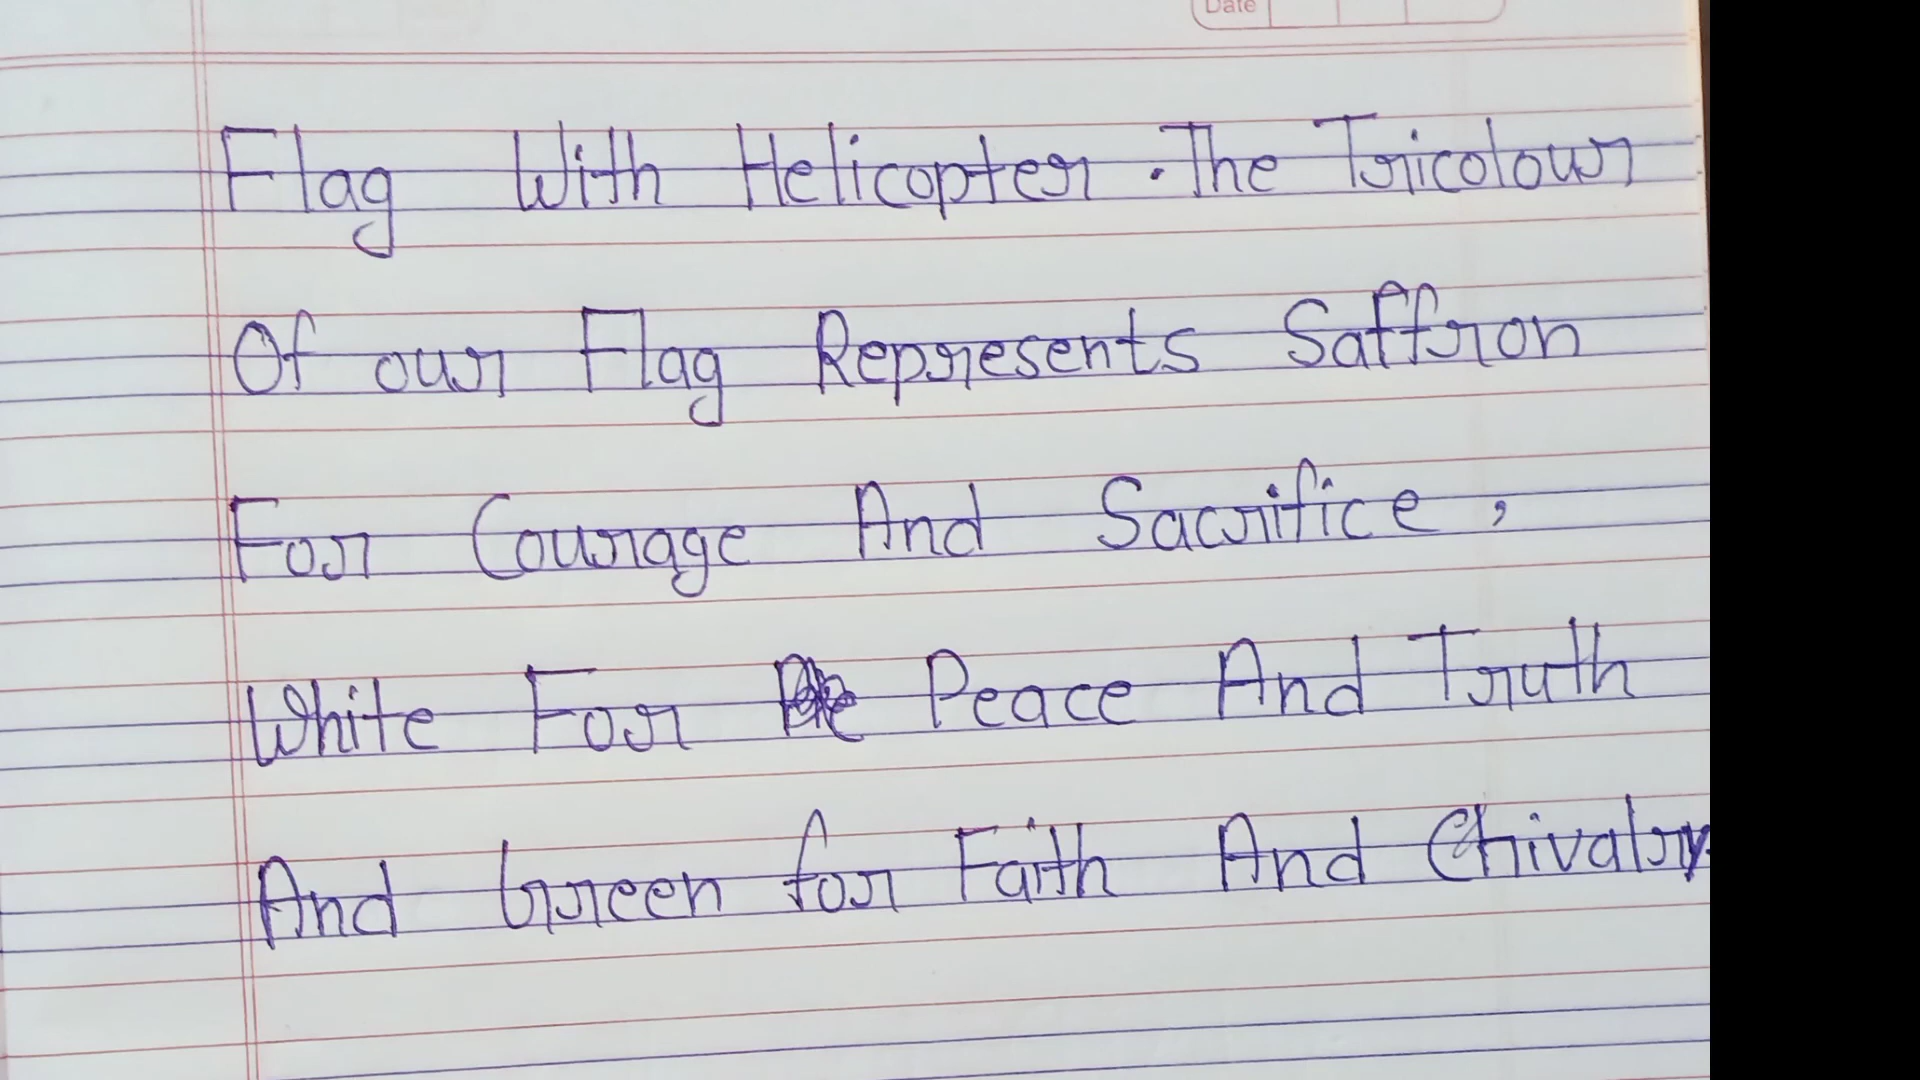 Date
Flag With Helicopter . The Tricolour
Of our Flag Represents Saffron
For Courage And Sacrifice ,
White For Peace And Truth
And Green for Faith And Chivalry.